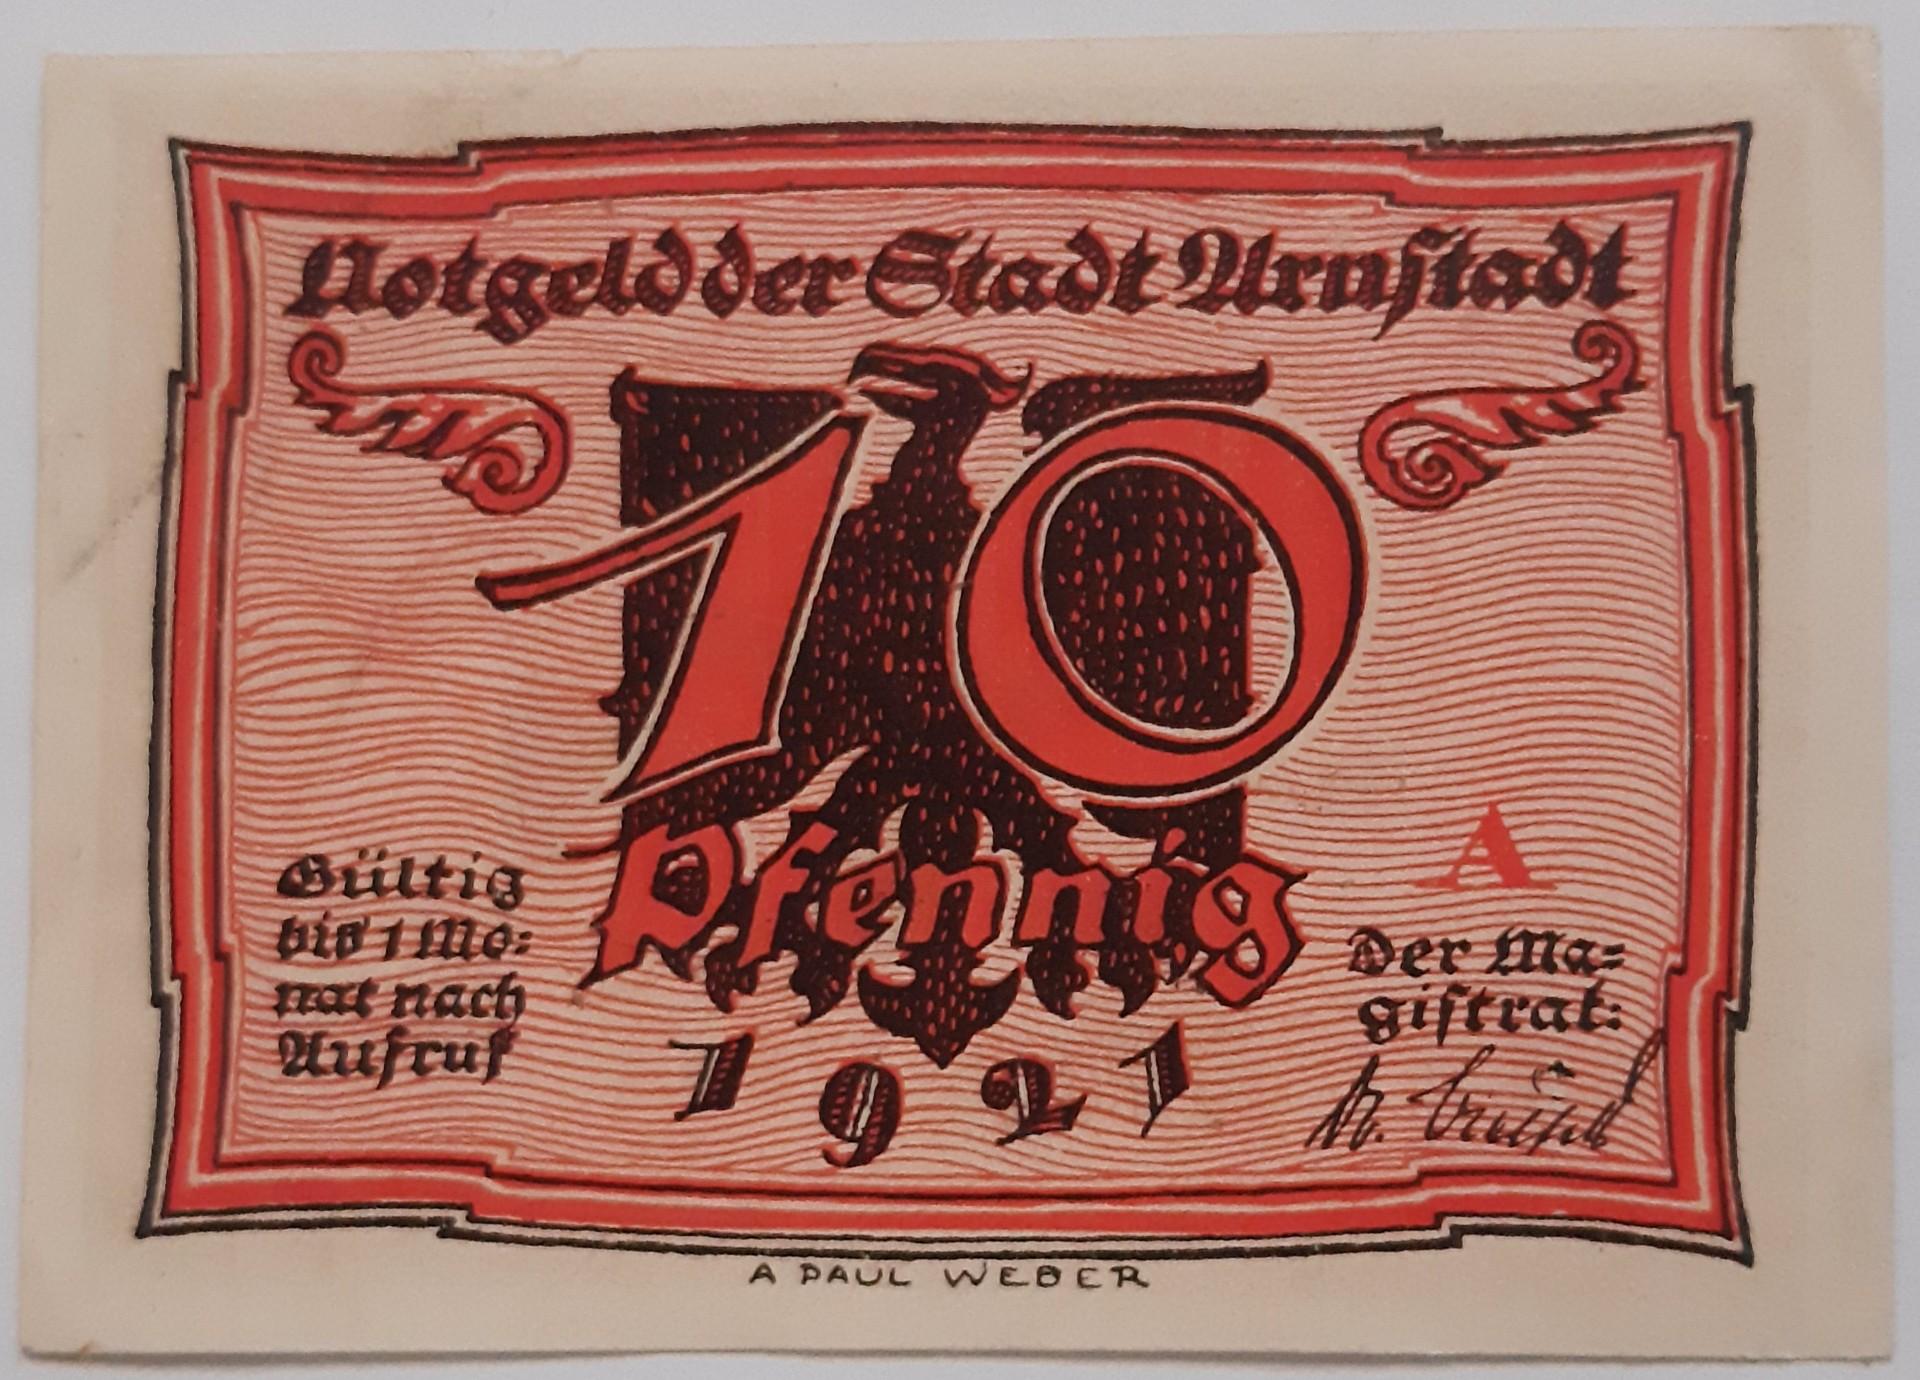 Notgeld der Stadt Arnstadt
10
Pfennig
1921
Gültig
bis 1 Mo=
nat nach
Aufruf
A
Der Ma=
gistrat:
Dr.
A PAUL WEBER